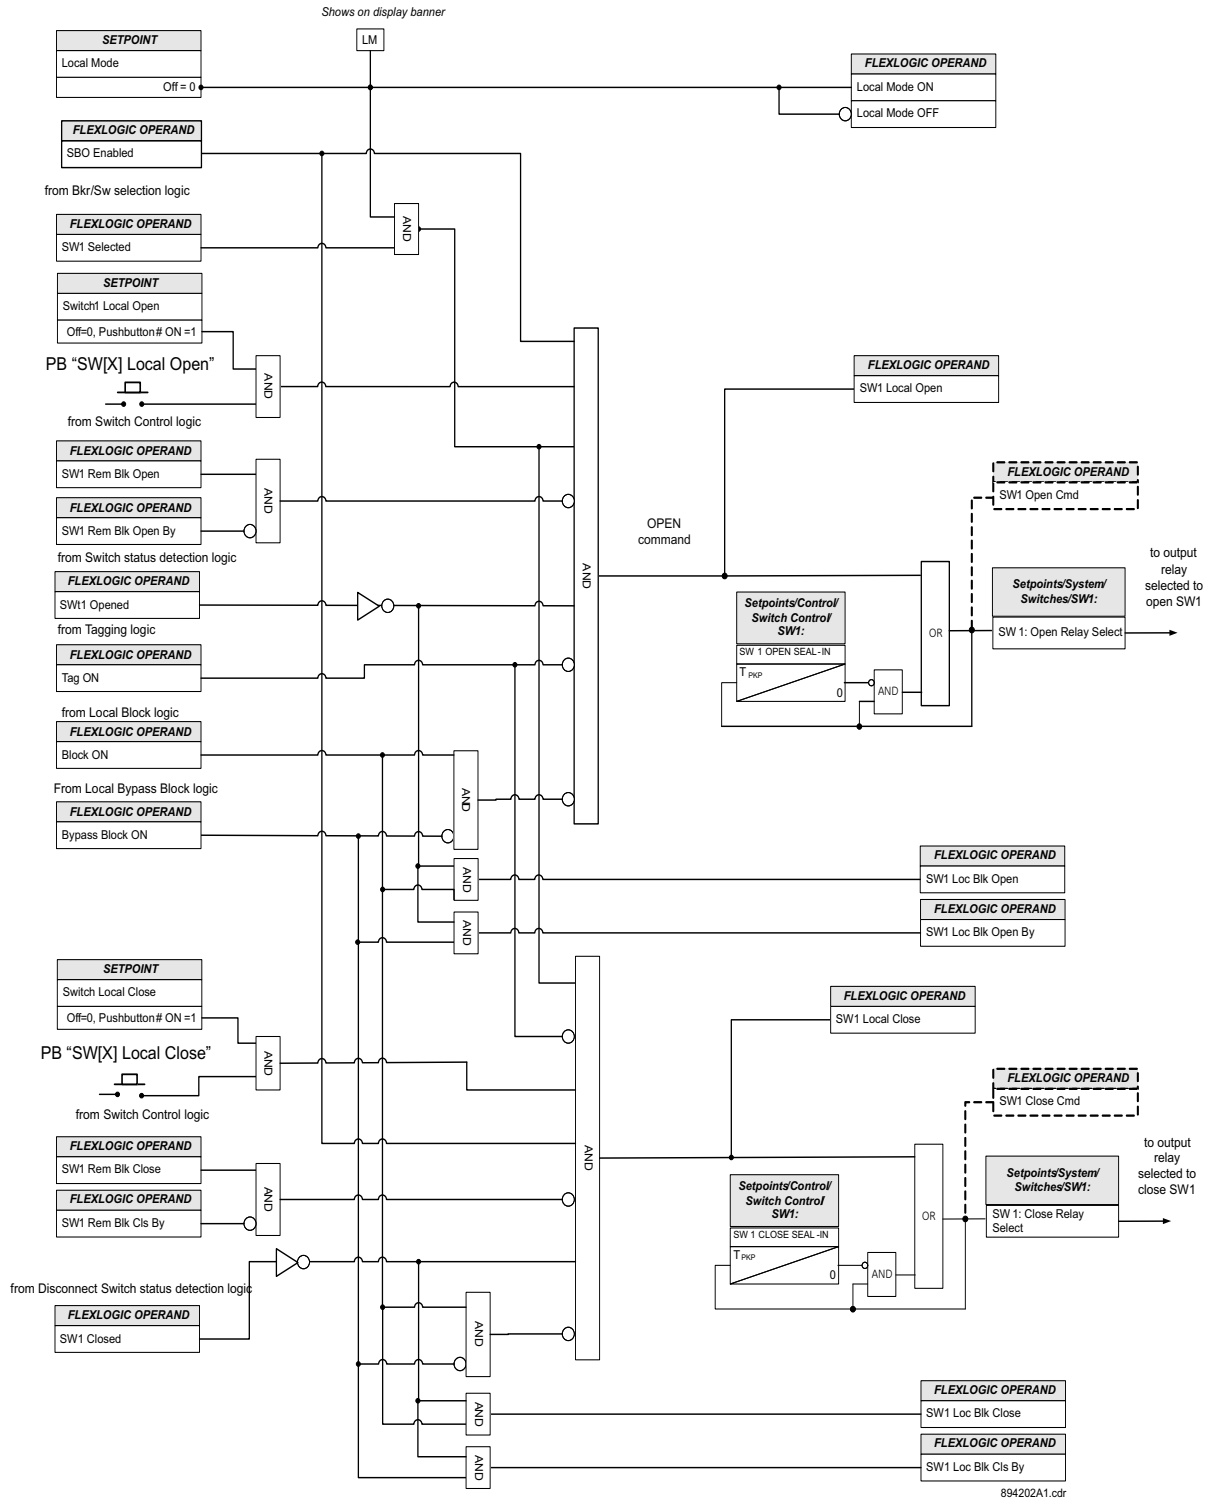 Shows on display banner
LM
SETPOINT
Local Mode
Off = 0
FLEXLOGIC OPERAND
Local Mode ON
Local Mode OFF
FLEXLOGIC OPERAND
SBO Enabled
from Bkr/Sw selection logic
FLEXLOGIC OPERAND
SW1 Selected
AND
SETPOINT
Switch1 Local Open
Off=0, Pushbutton# ON =1
PB “SW[X] Local Open”
AND
from Switch Control logic
FLEXLOGIC OPERAND
SW1 Local Open
FLEXLOGIC OPERAND
SW1 Rem Blk Open
AND
FLEXLOGIC OPERAND
SW1 Rem Blk Open By
FLEXLOGIC OPERAND
SW1 Open Cmd
OPEN
command
from Switch status detection logic
FLEXLOGIC OPERAND
SWt1 Opened
AND
to output
relay
selected to
open SW1
Setpoints/System/
Switches/SW1:
SW 1: Open Relay Select
Setpoints/Control/
Switch Control/
SW1:
SW 1 OPEN SEAL-IN
T PKP
0
AND
OR
from Tagging logic
FLEXLOGIC OPERAND
Tag ON
from Local Block logic
FLEXLOGIC OPERAND
Block ON
From Local Bypass Block logic
FLEXLOGIC OPERAND
Bypass Block ON
AND
AND
FLEXLOGIC OPERAND
SW1 Loc Blk Open
AND
FLEXLOGIC OPERAND
SW1 Loc Blk Open By
SETPOINT
Switch Local Close
Off=0, Pushbutton# ON =1
PB “SW[X] Local Close”
AND
from Switch Control logic
FLEXLOGIC OPERAND
SW1 Local Close
FLEXLOGIC OPERAND
SW1 Close Cmd
FLEXLOGIC OPERAND
SW1 Rem Blk Close
AND
FLEXLOGIC OPERAND
SW1 Rem Blk Cls By
AND
to output
relay
selected to
close SW1
Setpoints/System/
Switches/SW1:
SW 1: Close Relay
Select
Setpoints/Control/
Switch Control/
SW1:
SW 1 CLOSE SEAL-IN
T PKP
0
AND
OR
from Disconnect Switch status detection logic
FLEXLOGIC OPERAND
SW1 Closed
AND
AND
FLEXLOGIC OPERAND
SW1 Loc Blk Close
AND
FLEXLOGIC OPERAND
SW1 Loc Blk Cls By
894202A1.cdr